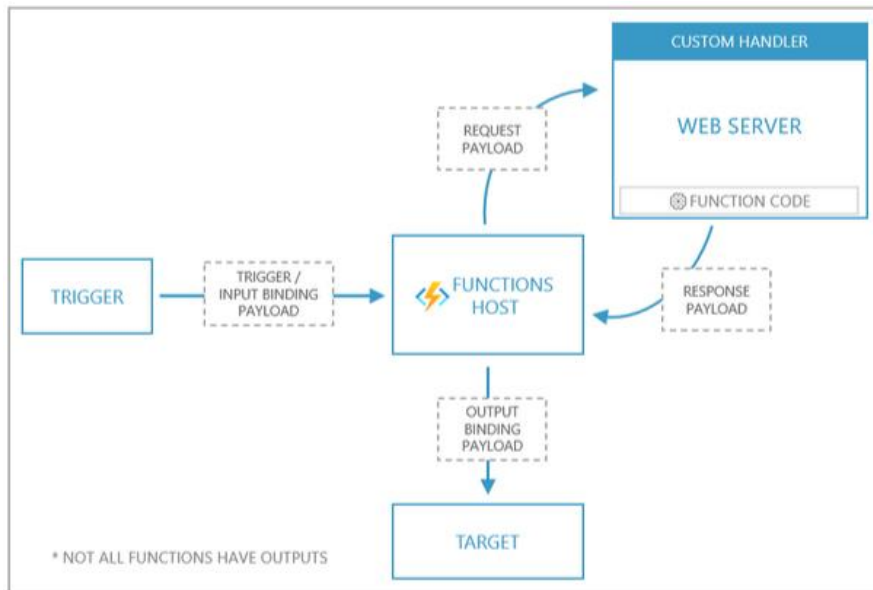 CUSTOM HANDLER
WEB SERVER
FUNCTION CODE
REQUEST
PAYLOAD
TRIGGER
TRIGGER /
INPUT BINDING
PAYLOAD
FUNCTIONS
HOST
RESPONSE
PAYLOAD
OUTPUT
BINDING
PAYLOAD
TARGET
* NOT ALL FUNCTIONS HAVE OUTPUTS